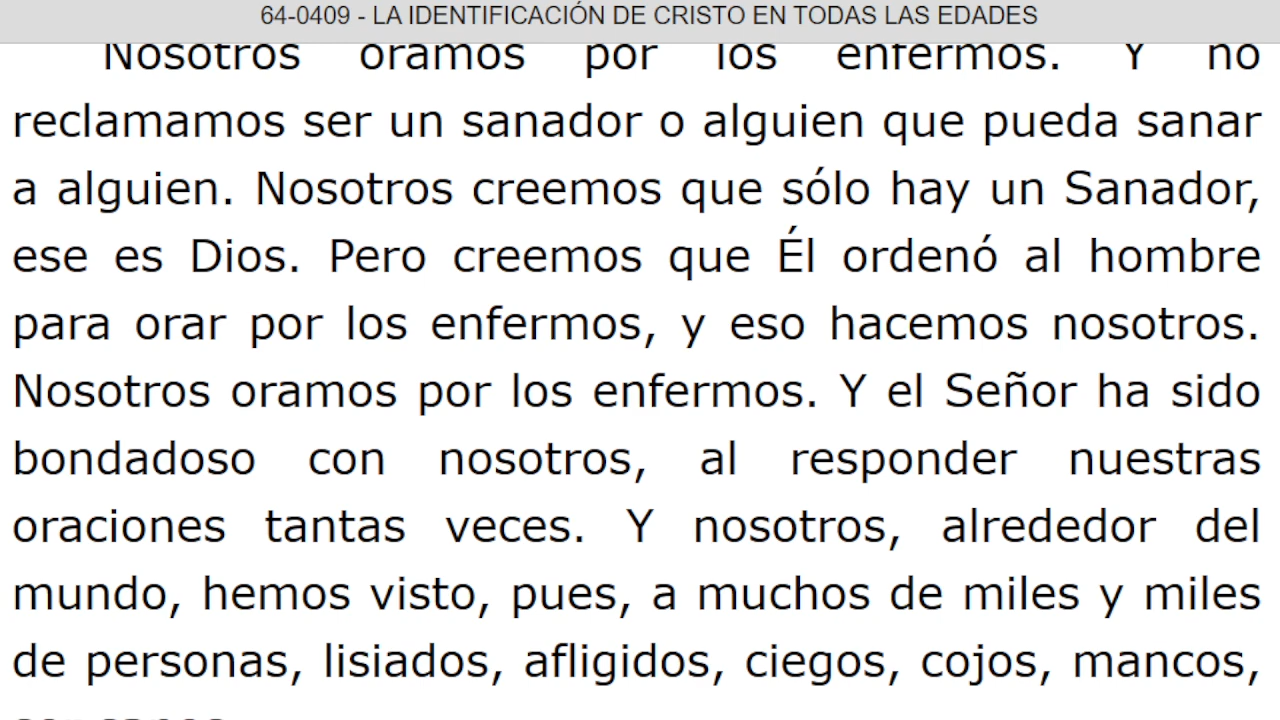 64-0409 - LA IDENTIFICACIÓN DE CRISTO EN TODAS LAS EDADES
Nosotros oramos por los enfermos. Y no
reclamamos ser un sanador o alguien que pueda sanar
a alguien. Nosotros creemos que sólo hay un Sanador,
ese es Dios. Pero creemos que Él ordenó al hombre
para orar por los enfermos, y eso hacemos nosotros.
Nosotros oramos por los enfermos. Y el Señor ha sido
bondadoso con nosotros, al responder nuestras
oraciones tantas veces. Y nosotros, alrededor del
mundo, hemos visto, pues, a muchos de miles y miles
de personas, lisiados, afligidos, ciegos, cojos, mancos,